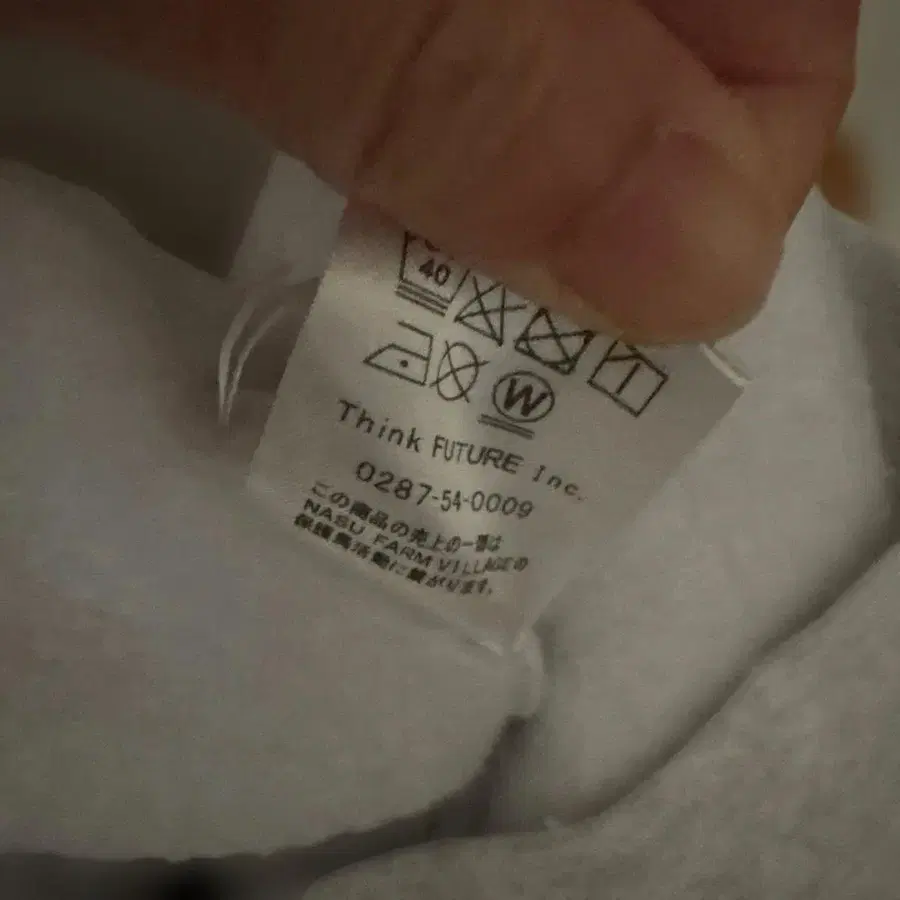 40
W
Think FUTURE Inc.
0287-54-0009
この商品の売上の一部は
NASU FARM VILLAGEの
保護馬活動に繋がります。